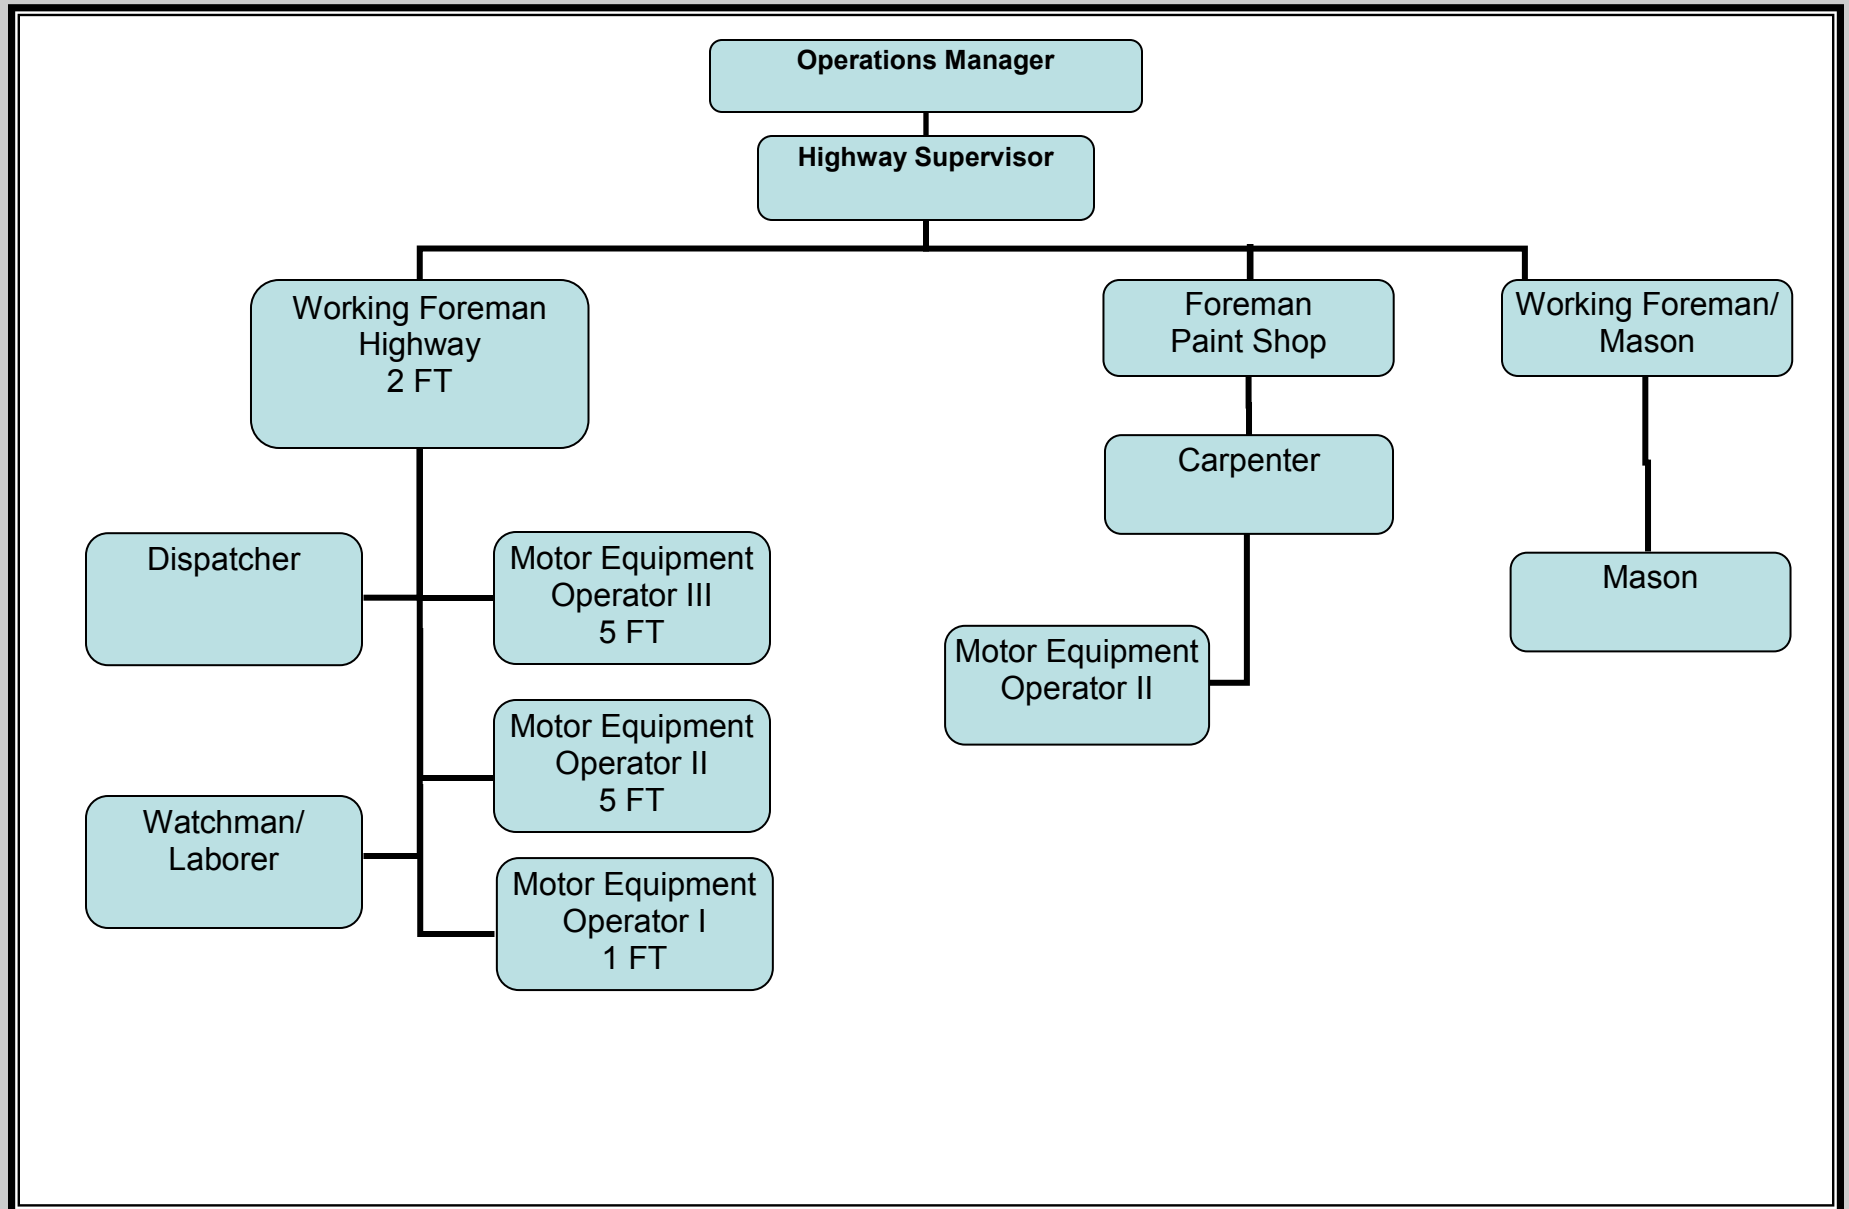 Operations Manager
Highway Supervisor
Working Foreman
Highway
2 FT
Foreman
Paint Shop
Working Foreman/
Mason
Carpenter
Dispatcher
Motor Equipment
Operator III
5 FT
Mason
Motor Equipment
Operator II
Motor Equipment
Operator II
5 FT
Watchman/
Laborer
Motor Equipment
Operator I
1 FT